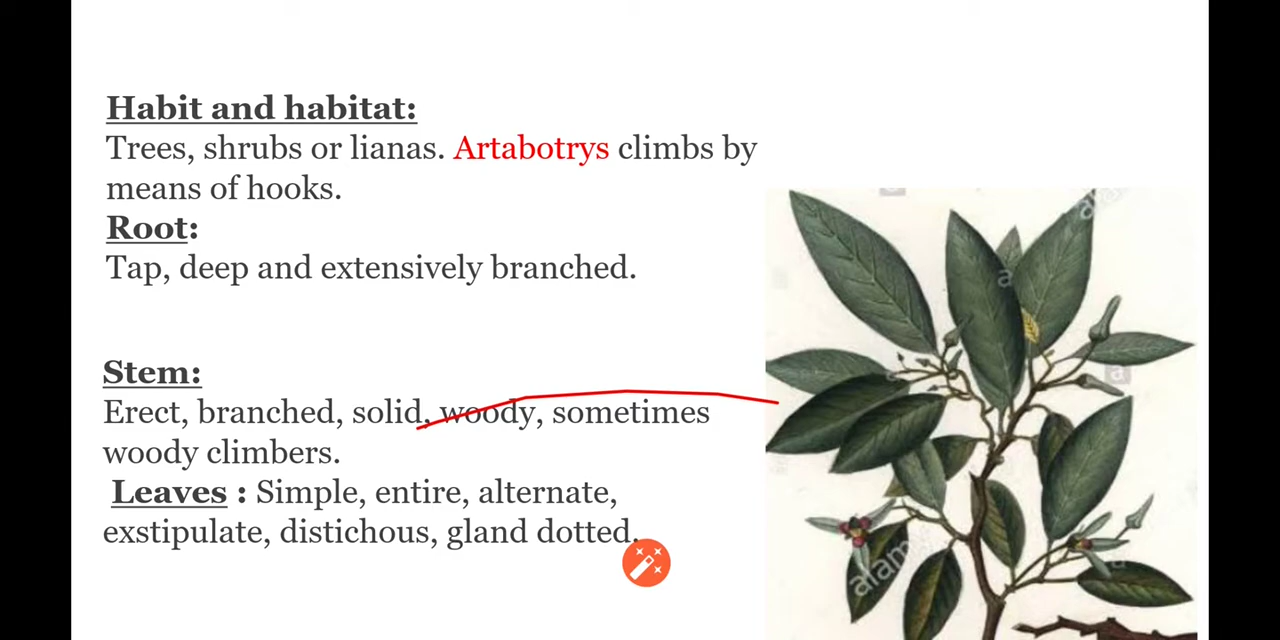 Habit and habitat:
Trees, shrubs or lianas. Artabotrys climbs by
means of hooks.
Root:
Tap, deep and extensively branched.
Stem:
Erect, branched, solid, woody, sometimes
woody climbers.
Leaves : Simple, entire, alternate,
exstipulate, distichous, gland dotted.